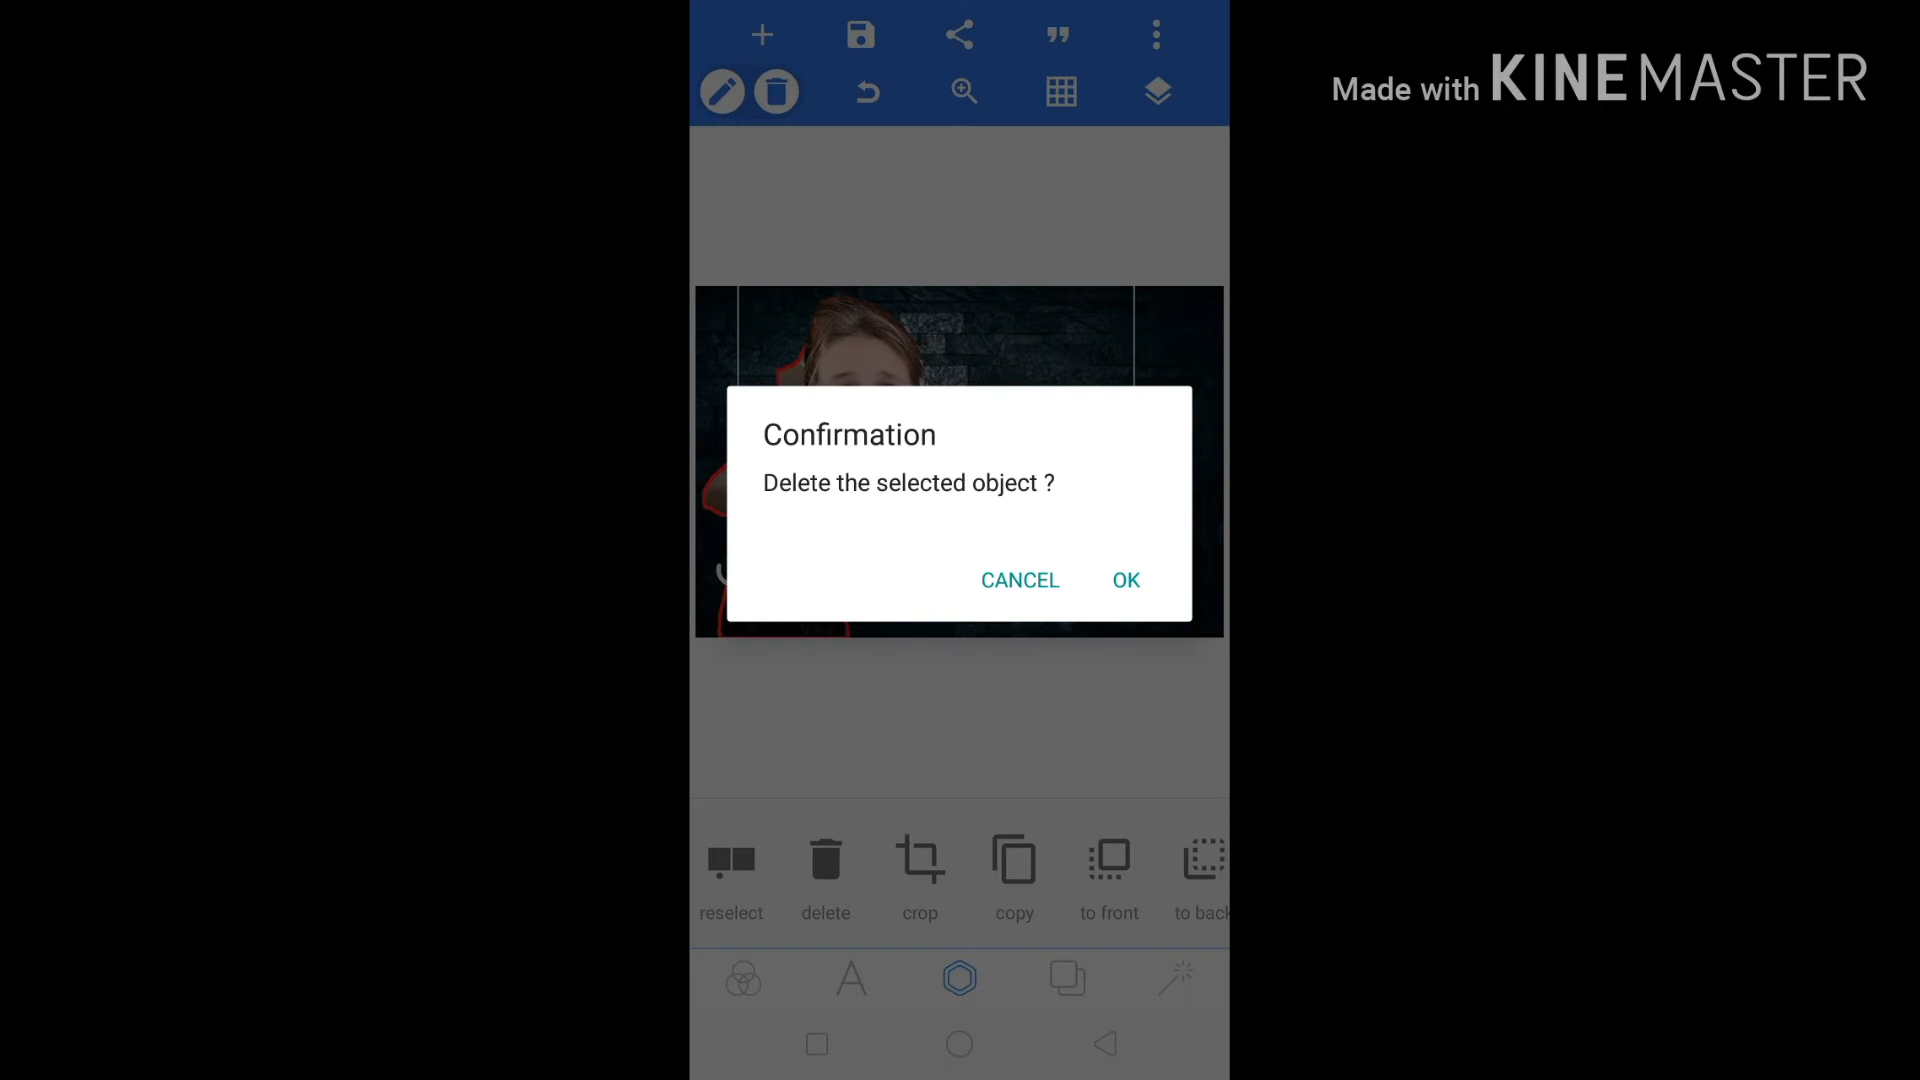 Made with KINEMASTER
Confirmation
Delete the selected object ?
CANCEL OK
reselect delete crop copy to front to back